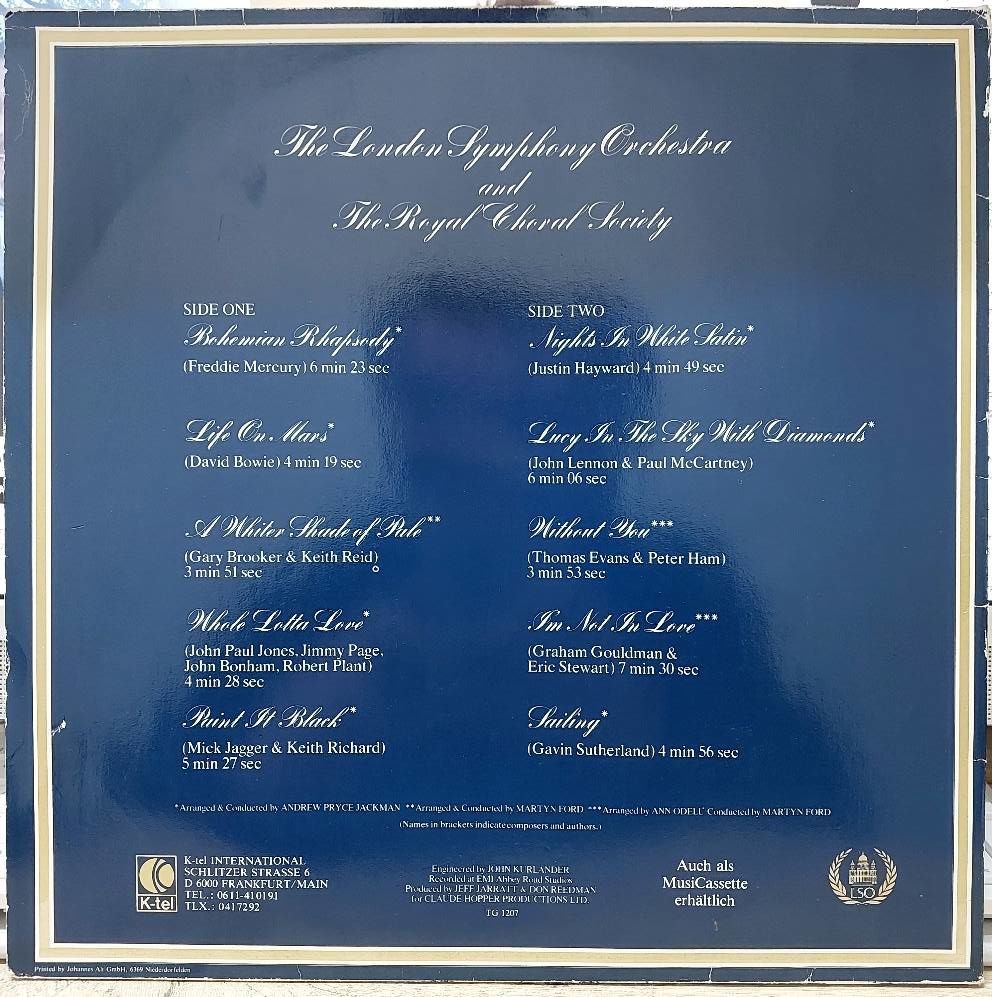 The London Symphony Orchestra
and
The Royal Choral Society
SIDE ONE
Bohemian Rhapsody*
(Freddie Mercury) 6 min 23 sec
Life On Mars*
(David Bowie) 4 min 19 sec
A Whiter Shade of Pale**
(Gary Brooker & Keith Reid)
3 min 51 sec
Whole Lotta Love*
(John Paul Jones, Jimmy Page,
John Bonham, Robert Plant)
4 min 28 sec
Paint It Black*
(Mick Jagger & Keith Richard)
5 min 27 sec
SIDE TWO
Nights In White Satin*
(Justin Hayward) 4 min 49 sec
Lucy In The Sky With Diamonds*
(John Lennon & Paul McCartney)
6 min 06 sec
Without You***
(Thomas Evans & Peter Ham)
3 min 53 sec
I'm Not In Love***
(Graham Gouldman &
Eric Stewart) 7 min 30 sec
Sailing*
(Gavin Sutherland) 4 min 56 sec
*Arranged & Conducted by ANDREW PRYCE JACKMAN **Arranged & Conducted by MARTYN FORD ***Arranged by ANN ODELL Conducted by MARTYN FORD
(Names in brackets indicate composers and authors.)
K-tel
K-tel INTERNATIONAL
SCHLITZER STRASSE 6
D 6000 FRANKFURT/MAIN
TEL.: 0611-410191
TLX.: 0417292
Engineered by JOHN KURLANDER
Recorded at EMI Abbey Road Studios
Produced by JEFF JARRATT & DON REEDMAN
for CLAUDE HOPPER PRODUCTIONS LTD.
TG 1207
Auch als
MusiCassette
erhältlich
LSO
Printed by Johannes Alt GmbH, 6369 Niederdorfelden